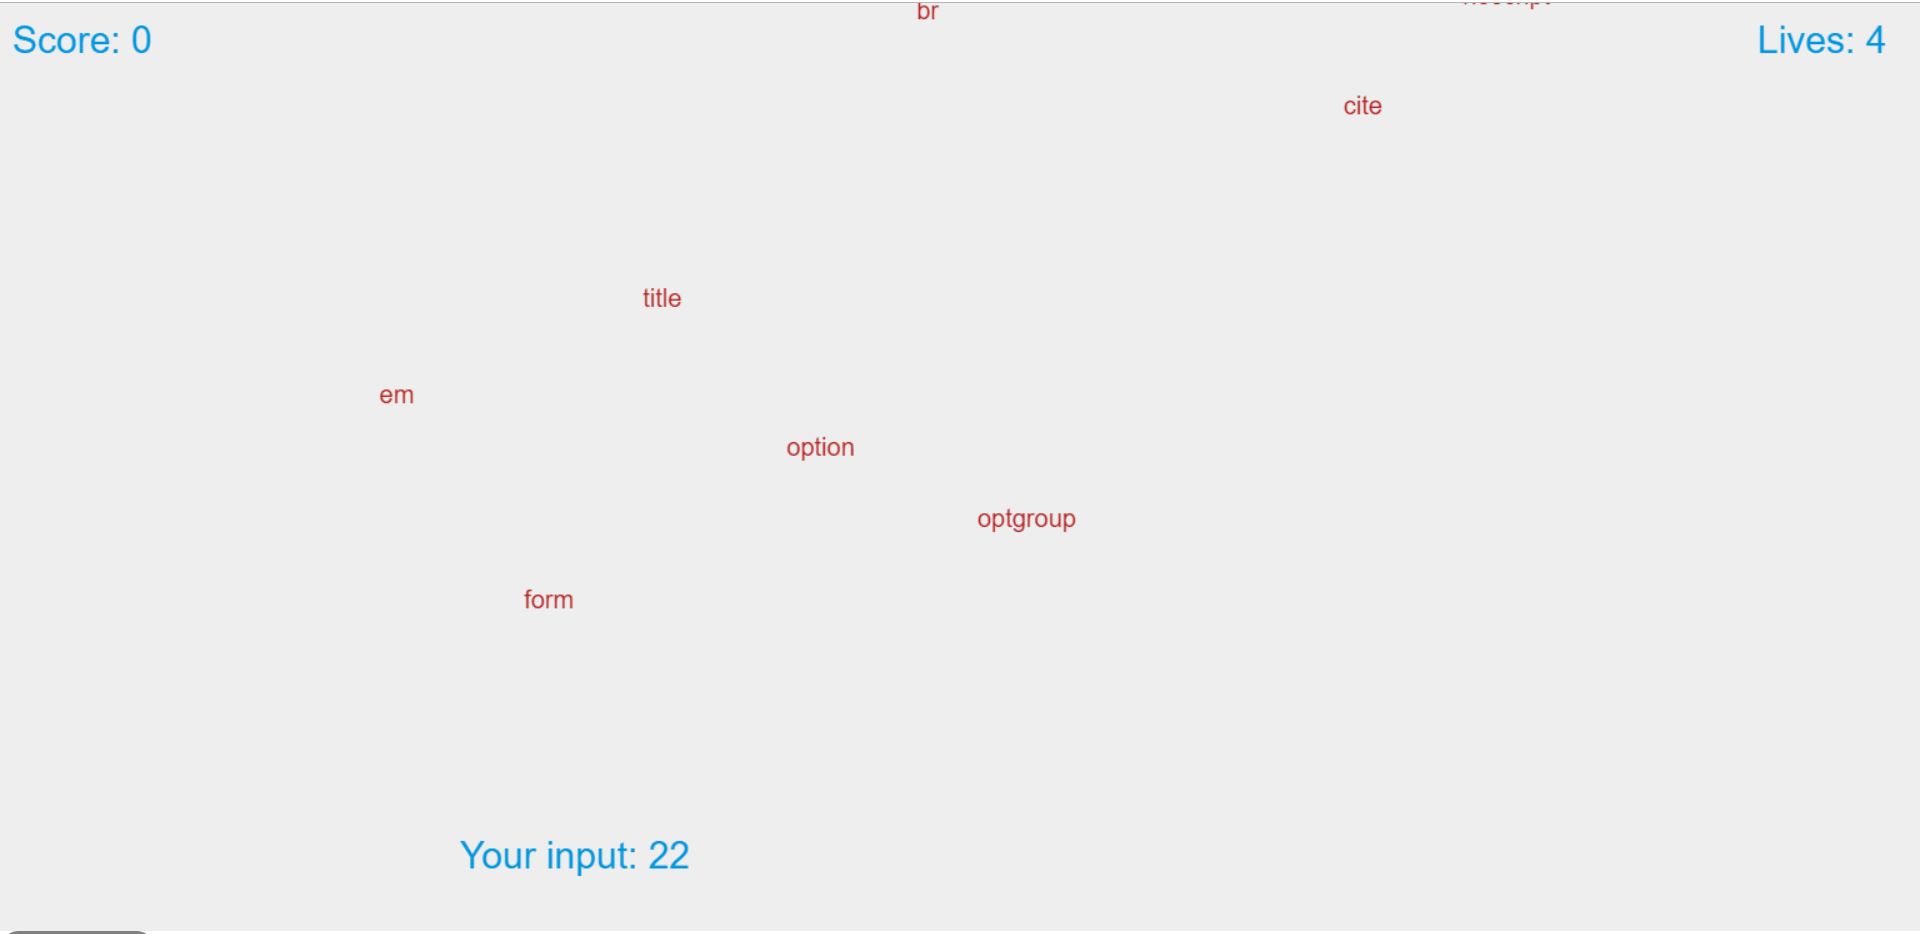 br
Score: 0
Lives: 4
cite
title
em
option
optgroup
form
Your input: 22